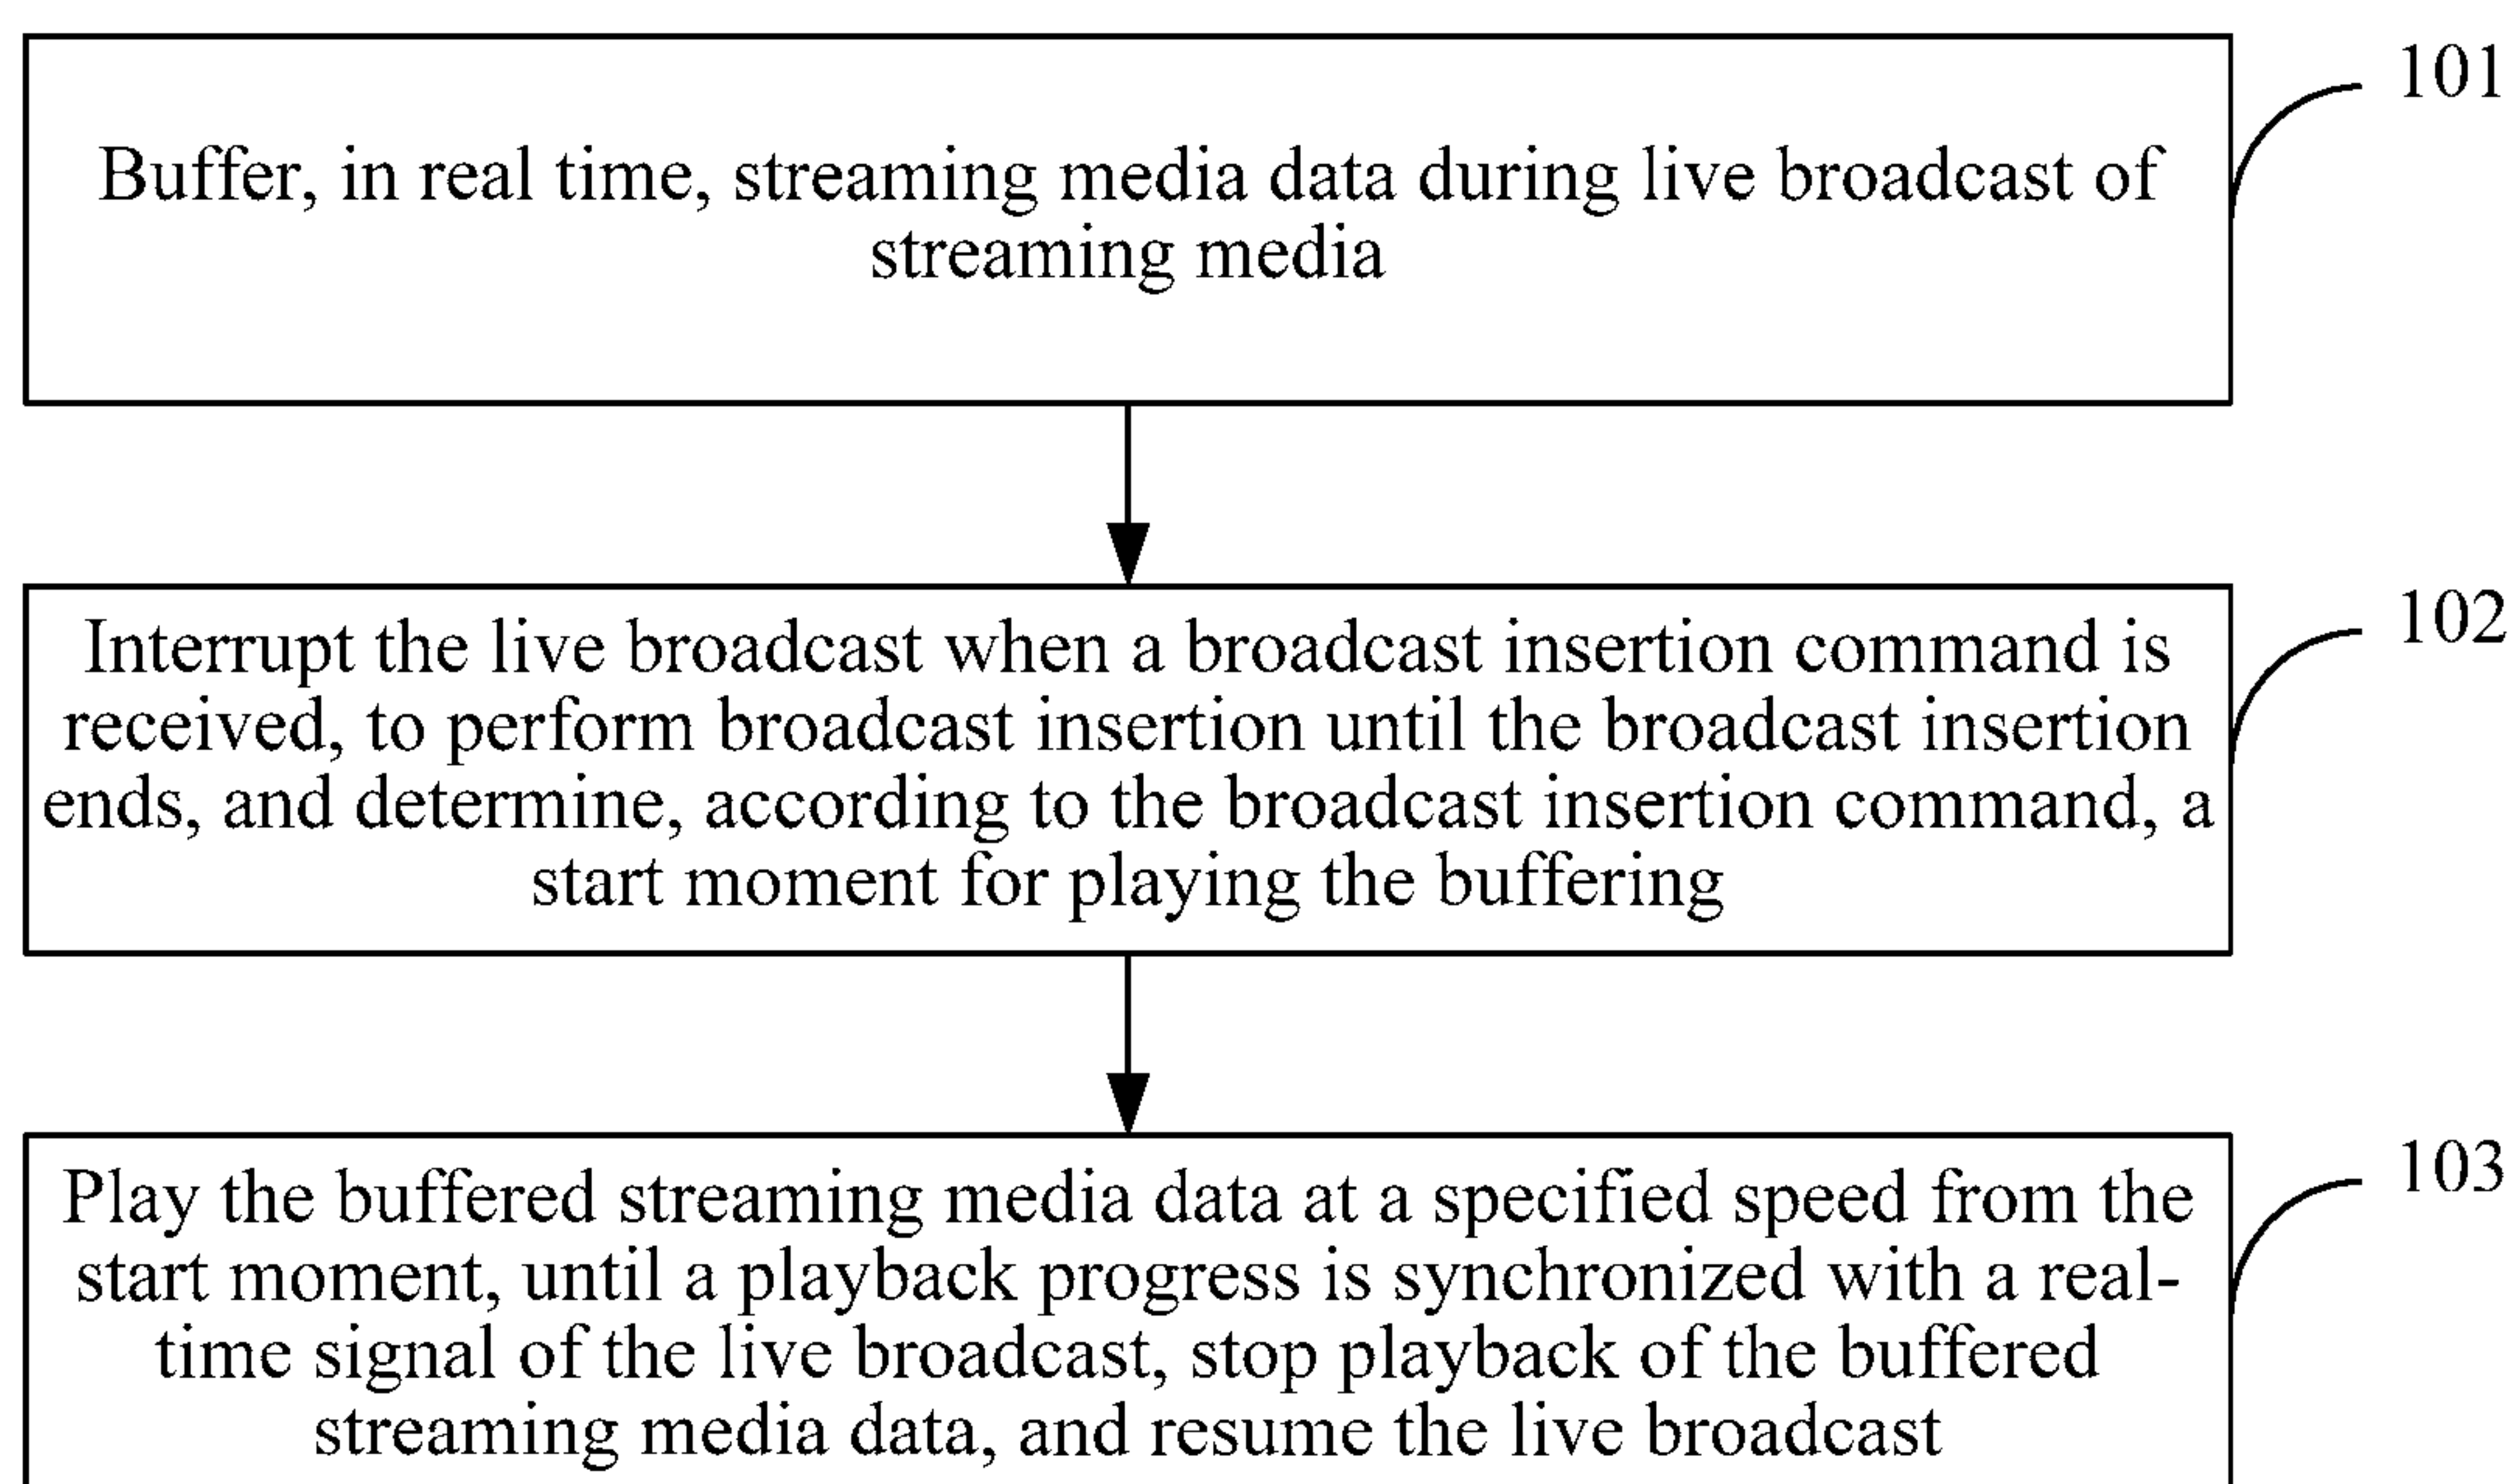 101
Buffer, in real time, streaming media data during live broadcast of
streaming media
102
Interrupt the live broadcast when a broadcast insertion command is
received, to perform broadcast insertion until the broadcast insertion
ends, and determine, according to the broadcast insertion command, a
start moment for playing the buffering
103
Play the buffered streaming media data at a specified speed from the
start moment, until a playback progress is synchronized with a real-
time signal of the live broadcast, stop playback of the buffered
streaming media data, and resume the live broadcast